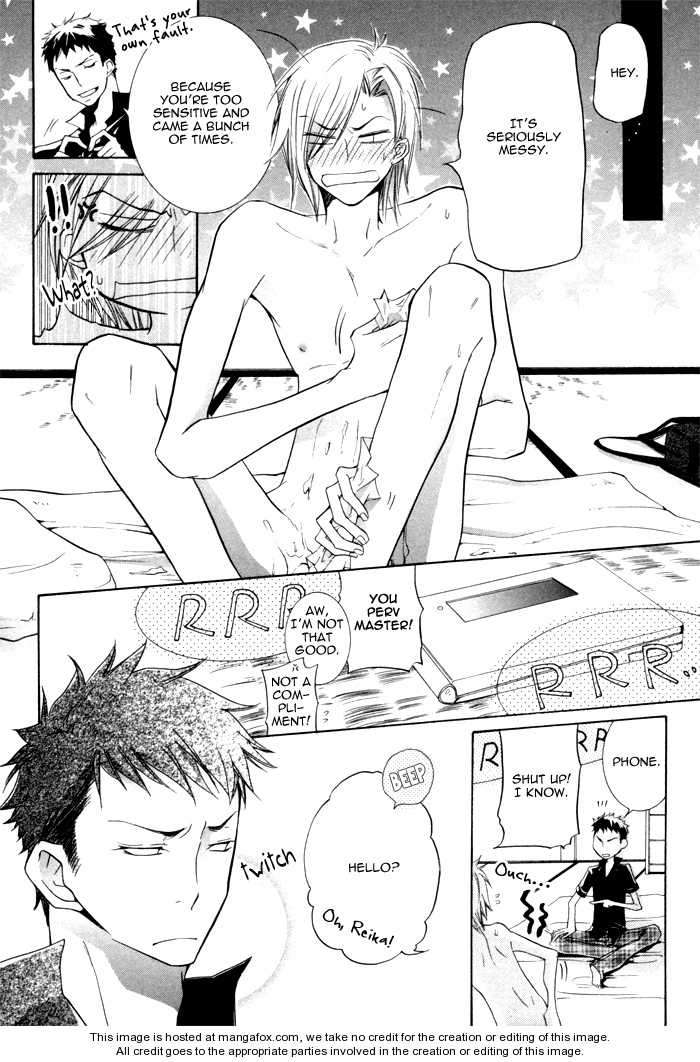 HEY.
IT'S
SERIOUSLY
MESSY.
BECAUSE
YOU'RE TOO
SENSITIVE AND
CAME A BUNCH
OF TIMES.
That's your
own fault.
!!
What?
RRR
RRR..
YOU
PERV
MASTER!
AW,
I'M NOT
THAT
GOOD.
NOT A
COM-
PLI-
MENT!
PHONE.
RR
SHUT UP!
I KNOW.
Ouch...
BEEP
HELLO?
Oh, Reika!
twitch
This image is hosted at mangafox.com, we take no credit for the creation or editing of this image.
All credit goes to the appropriate parties involved in the creation or editing of this image.